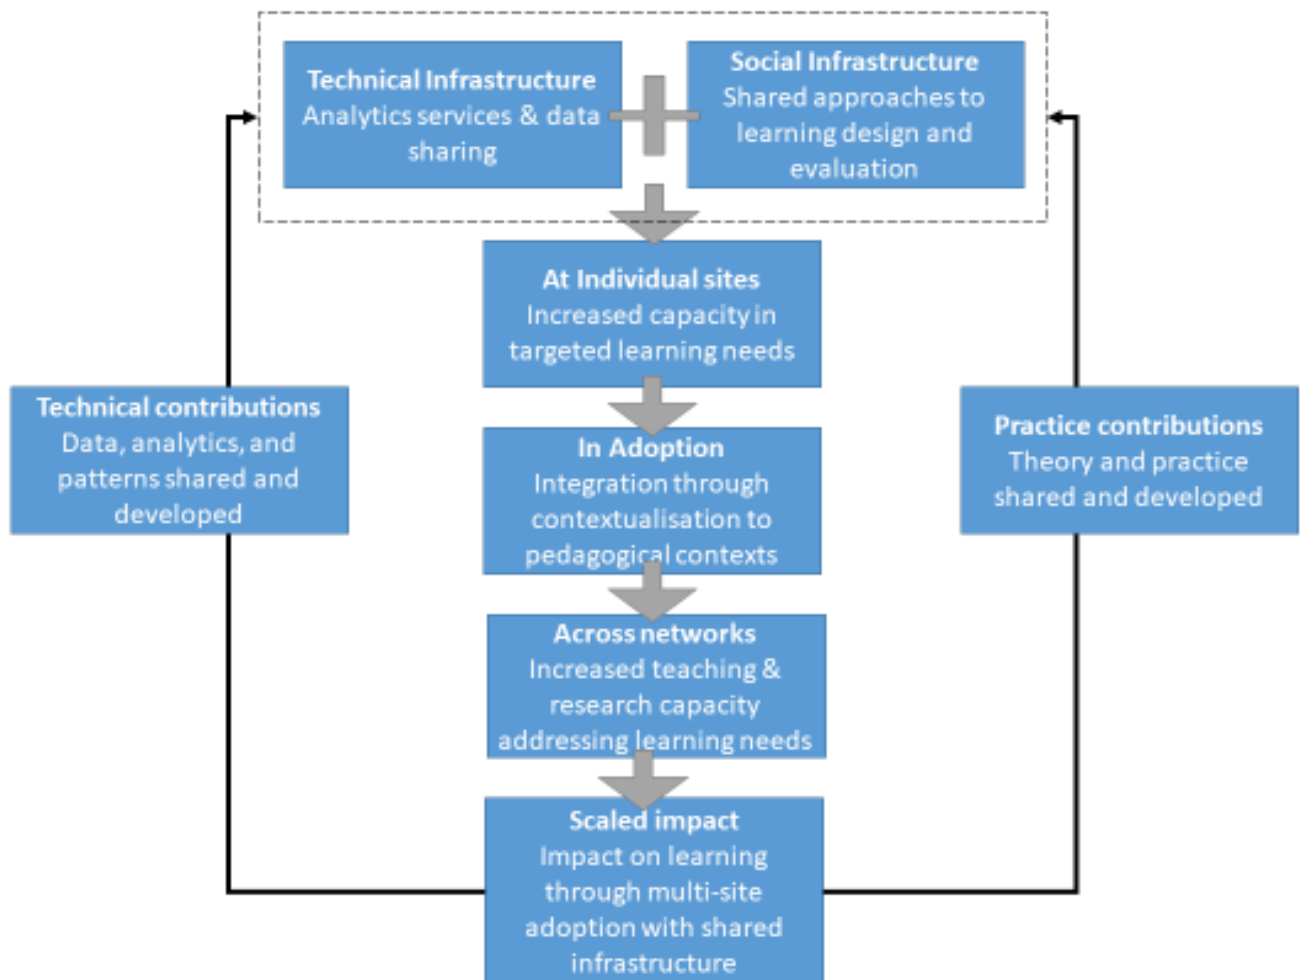 Technical Infrastructure
Analytics services & data
sharing
Social Infrastructure
Shared approaches to
learning design and
evaluation
At Individual sites
Increased capacity in
targeted learning needs
Technical contributions
Data, analytics, and
patterns shared and
developed
In Adoption
Integration through
contextualisation to
pedagogical contexts
Practice contributions
Theory and practice
shared and developed
Across networks
Increased teaching &
research capacity
addressing learning needs
Scaled impact
Impact on learning
through multi-site
adoption with shared
infrastructure